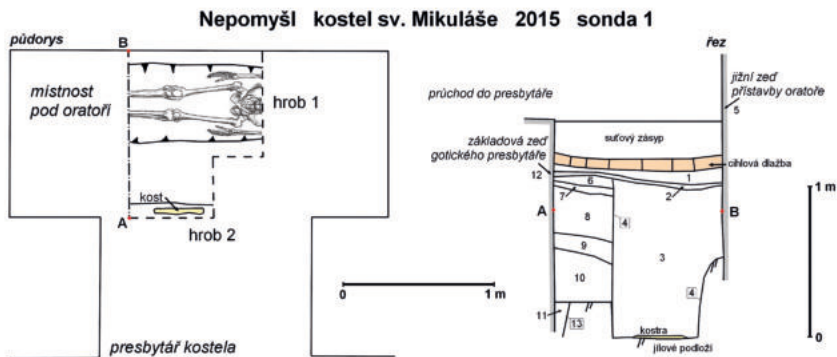 Nepomyšl kostel sv. Mikuláše 2015 sonda 1
půdorys
B
místnost
pod oratoří
hrob 1
kost
A
hrob 2
0
1 m
presbytář kostela
řez
průchod do presbytáře
jižní zeď
přístavby oratoře
5
suťový zásyp
základová zeď
gotického presbytáře
cihlová dlažba
12
6
1
7
2
1 m
A
B
8
4
9
3
10
4
11
13
kostra
0
jílové podloží